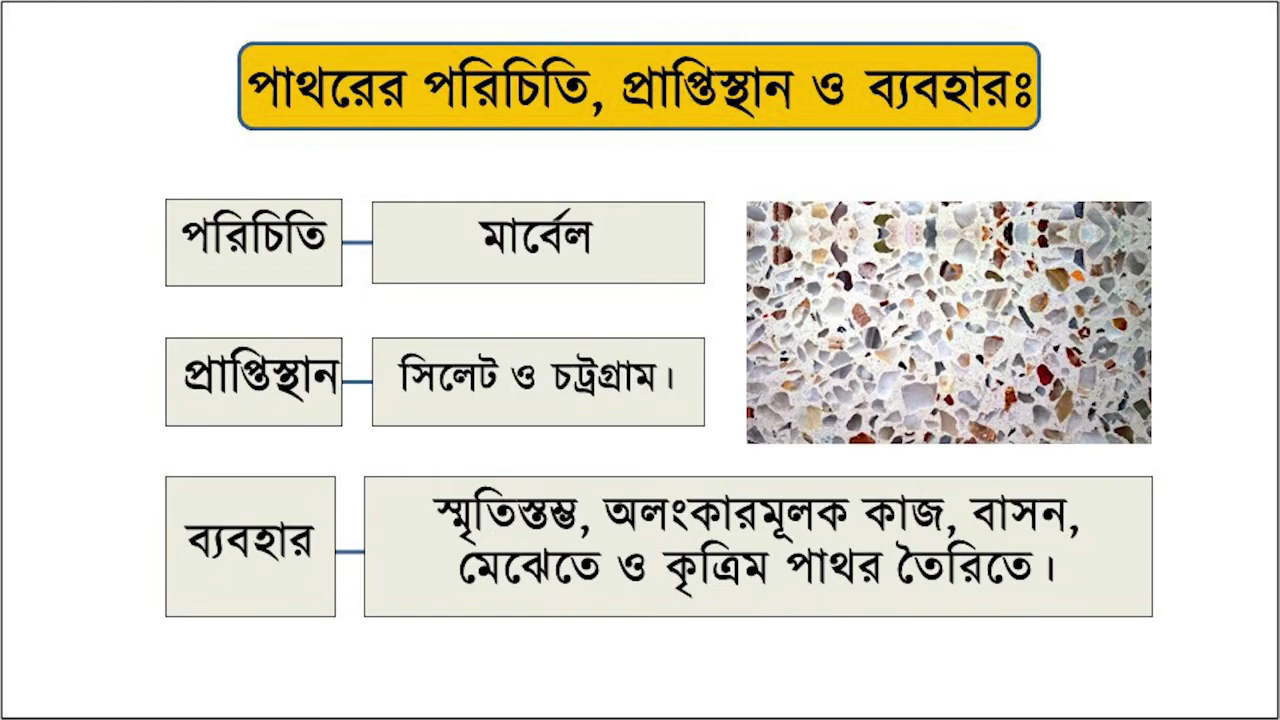 পাথরের পরিচিতি, প্রাপ্তিস্থান ও ব্যবহারঃ
পরিচিতি
মার্বেল
প্রাপ্তিস্থান
সিলেট ও চট্রগ্রাম।
ব্যবহার
স্মৃতিস্তম্ভ, অলংকারমূলক কাজ, বাসন,
মেঝেতে ও কৃত্রিম পাথর তৈরিতে।